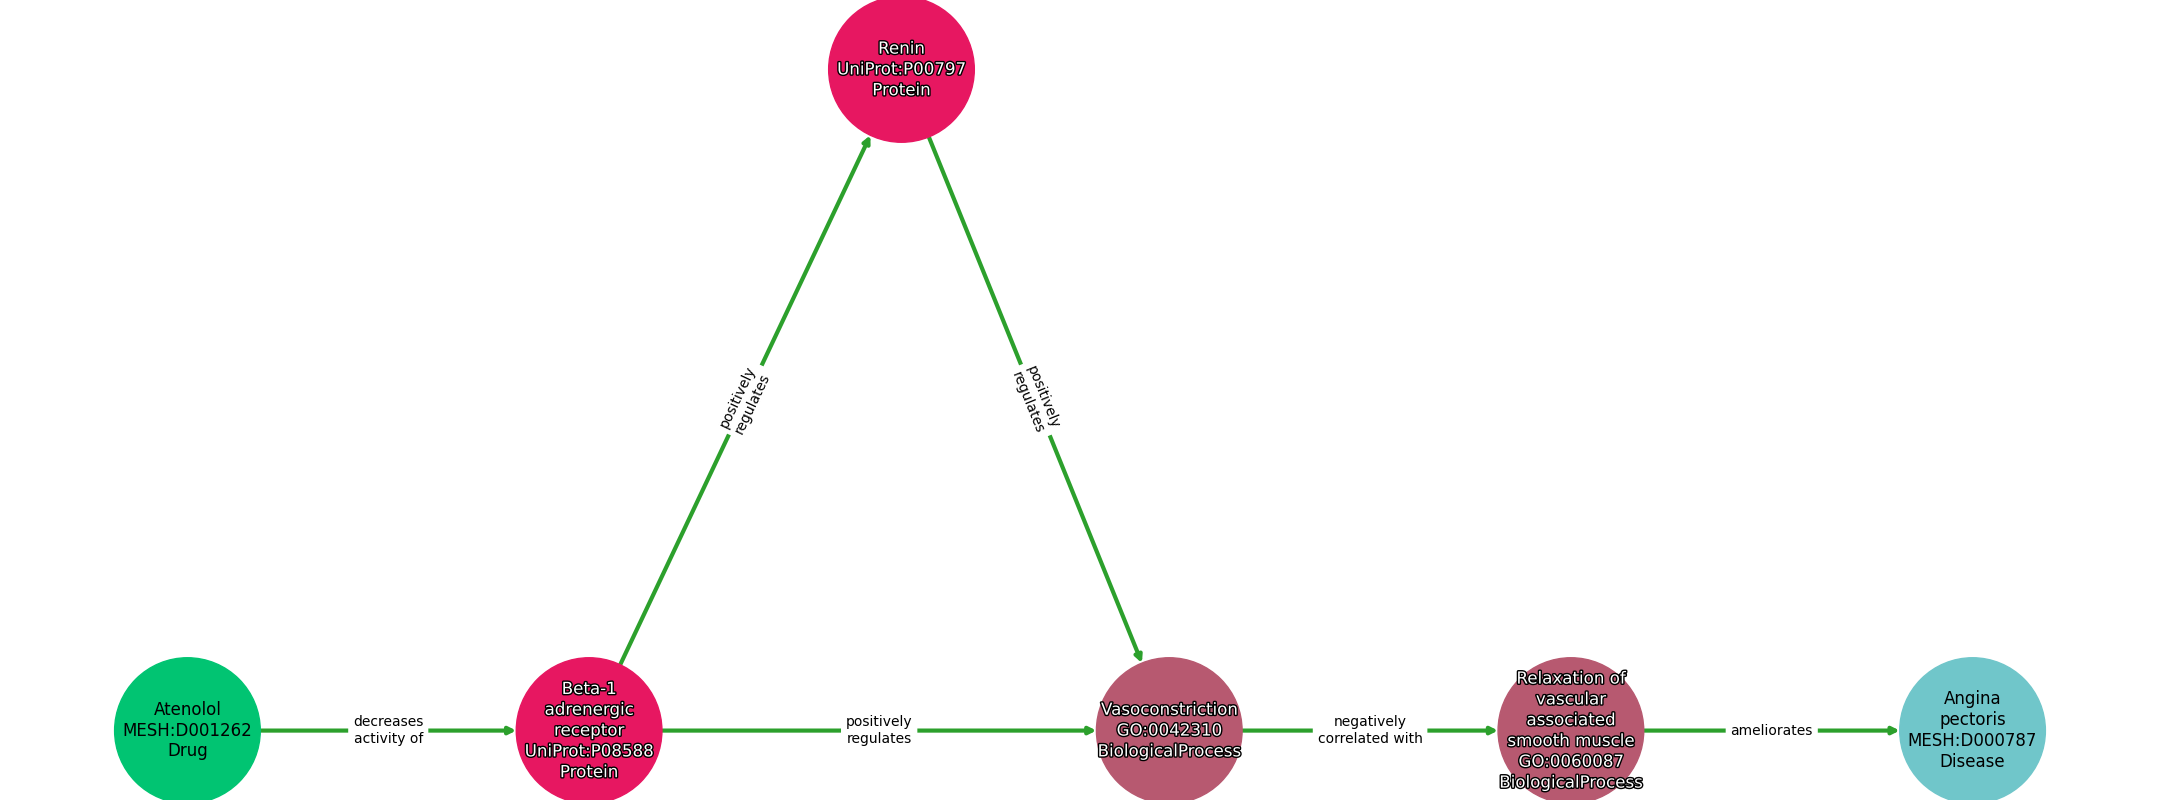 Renin
UniProt:P00797
Protein
positively
regulates
positively
regulates
Atenolol
MESH:D001262
Drug
decreases
activity of
Beta-1
adrenergic
receptor
UniProt:P08588
Protein
positively
regulates
Vasoconstriction
GO:0042310
BiologicalProcess
negatively
correlated with
Relaxation of
vascular
associated
smooth muscle
GO:0060087
BiologicalProcess
ameliorates
Angina
pectoris
MESH:D000787
Disease